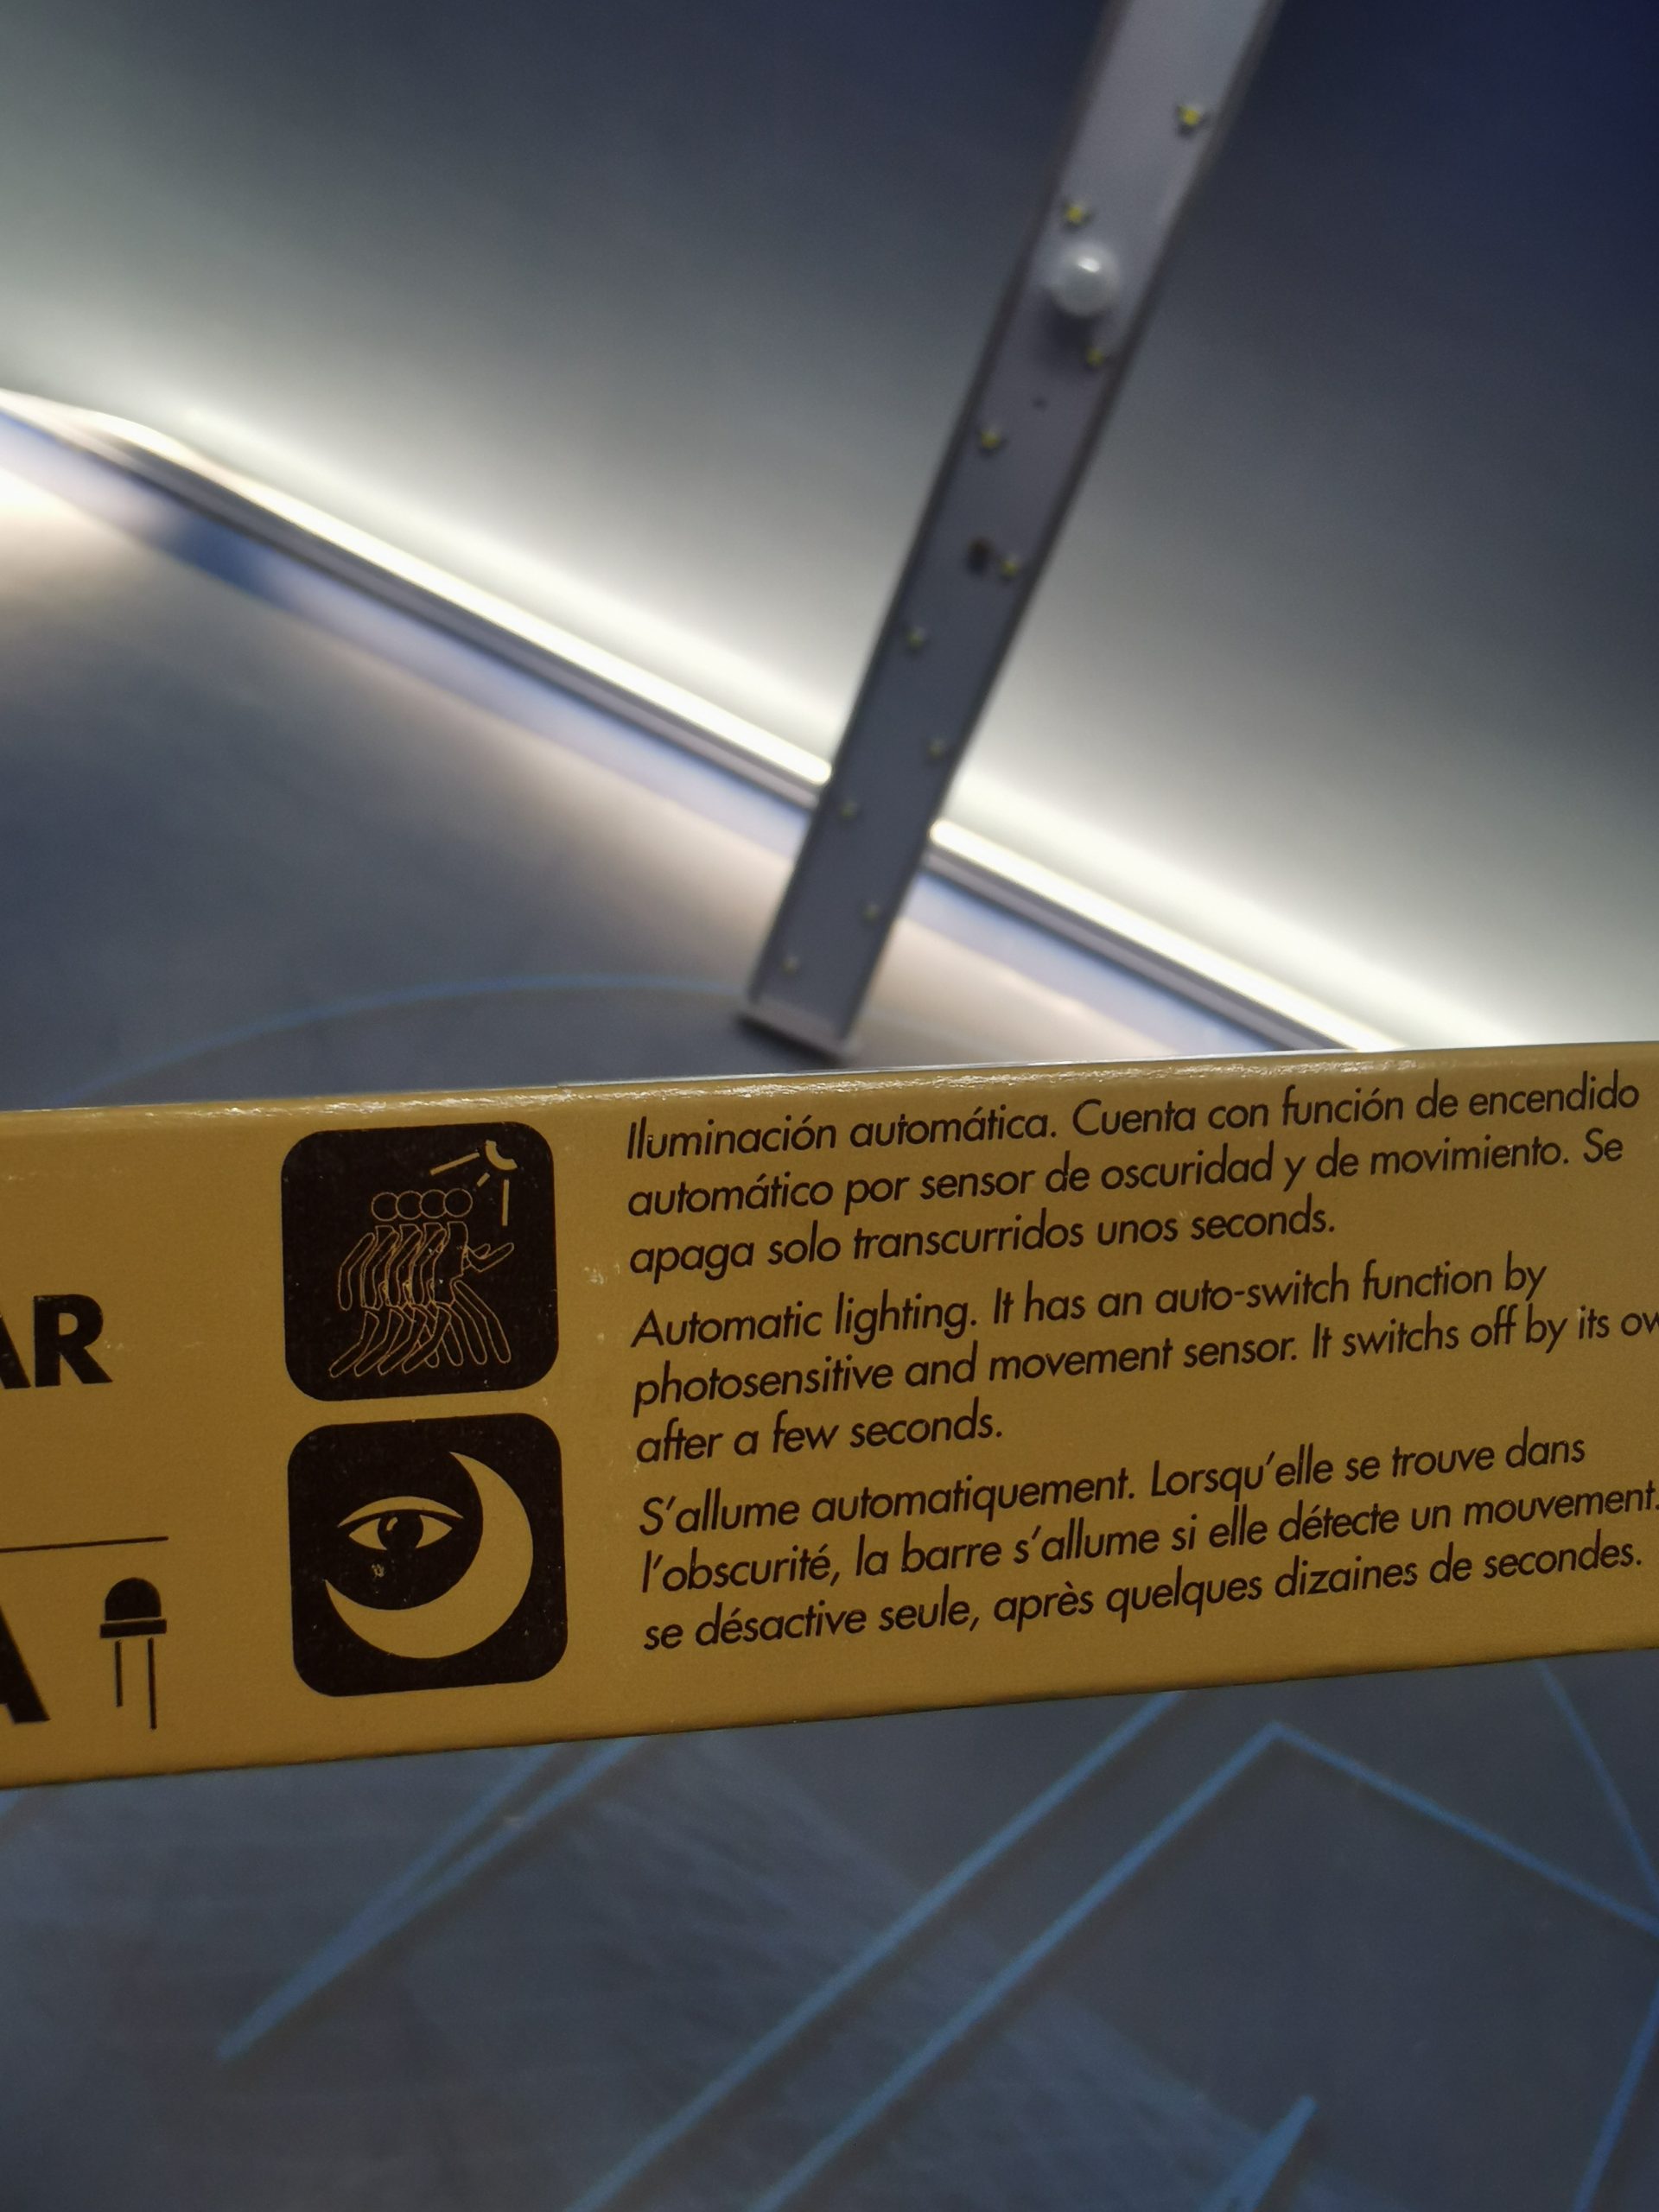 Iluminación automática. Cuenta con función de encendido
automático por sensor de oscuridad y de movimiento. Se
apaga solo transcurridos unos seconds.
Automatic lighting. It has an auto-switch function by
photosensitive and movement sensor. It switchs off by its
after a few seconds.
S'allume automatiquement. Lorsqu'elle se trouve dans
l'obscurité, la barre s'allume si elle détecte un mouvement.
se désactive seule, après quelques dizaines de secondes.
AR
A